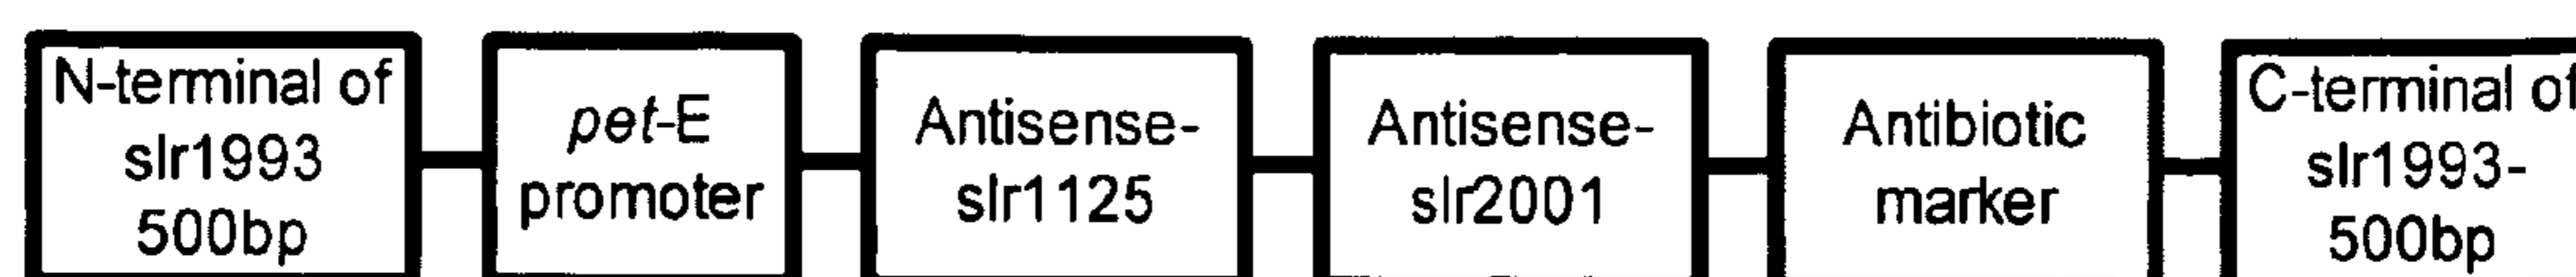 N-terminal of
slr1993
500bp
pet-E
promoter
Antisense-
slr1125
Antisense-
slr2001
Antibiotic
marker
C-terminal of
slr1993-
500bp